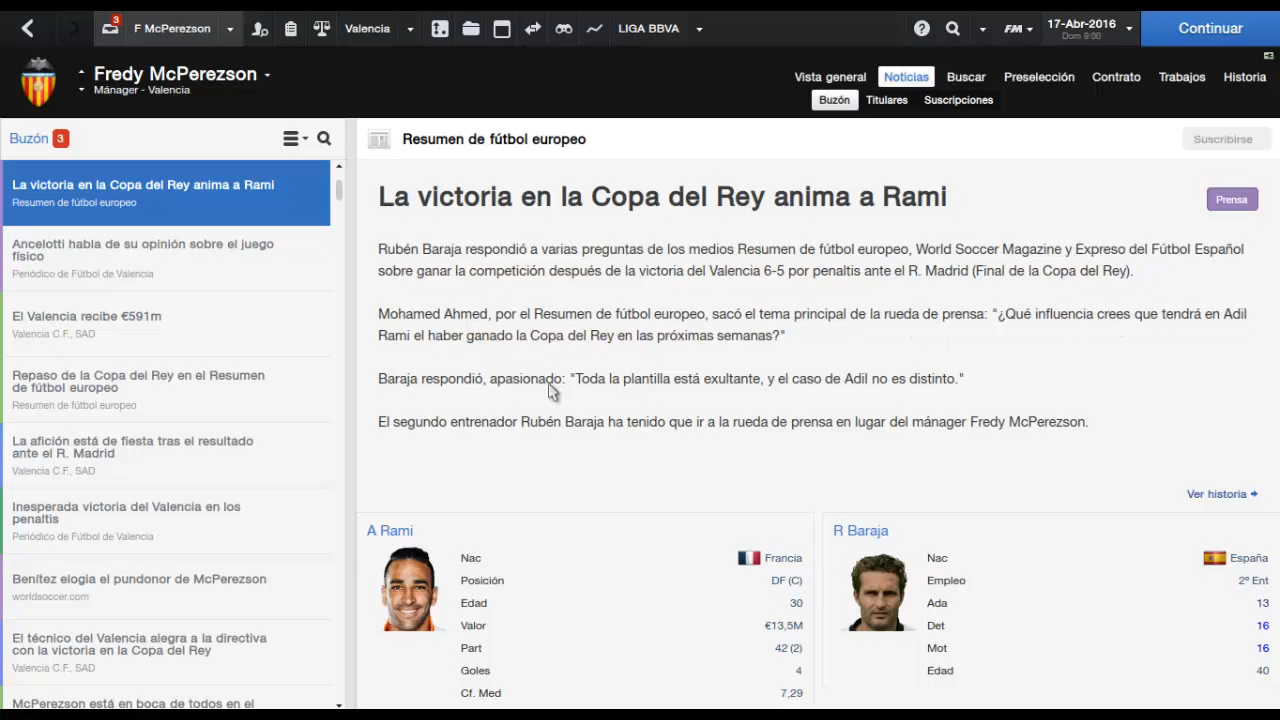 3
F McPerezson
Valencia
LIGA BBVA
FM
17-Abr-2016
Dom 9:00
Continuar
Fredy McPerezson
Mánager - Valencia
Vista general
Noticias
Buscar
Preselección
Contrato
Trabajos
Historia
Buzón
Titulares
Suscripciones
Buzón 3
Resumen de fútbol europeo
Suscribirse
La victoria en la Copa del Rey anima a Rami
Resumen de fútbol europeo
Ancelotti habla de su opinión sobre el juego
físico
Periódico de Fútbol de Valencia
El Valencia recibe €591m
Valencia C.F., SAD
Repaso de la Copa del Rey en el Resumen
de fútbol europeo
Resumen de fútbol europeo
La afición está de fiesta tras el resultado
ante el R. Madrid
Valencia C.F., SAD
Inesperada victoria del Valencia en los
penaltis
Periódico de Fútbol de Valencia
Benítez elogia el pundonor de McPerezson
worldsoccer.com
El técnico del Valencia alegra a la directiva
con la victoria en la Copa del Rey
Valencia C.F., SAD
McPerezson está en boca de todos en el
La victoria en la Copa del Rey anima a Rami
Prensa
Rubén Baraja respondió a varias preguntas de los medios Resumen de fútbol europeo, World Soccer Magazine y Expreso del Fútbol Español
sobre ganar la competición después de la victoria del Valencia 6-5 por penaltis ante el R. Madrid (Final de la Copa del Rey).
Mohamed Ahmed, por el Resumen de fútbol europeo, sacó el tema principal de la rueda de prensa: "¿Qué influencia crees que tendrá en Adil
Rami el haber ganado la Copa del Rey en las próximas semanas?"
Baraja respondió, apasionado: "Toda la plantilla está exultante, y el caso de Adil no es distinto."
El segundo entrenador Rubén Baraja ha tenido que ir a la rueda de prensa en lugar del mánager Fredy McPerezson.
Ver historia
A Rami
Nac Francia
Posición DF (C)
Edad 30
Valor €13,5M
Part 42 (2)
Goles 4
Cf. Med 7,29
R Baraja
Nac España
Empleo 2º Ent
Ada 13
Det 16
Mot 16
Edad 40